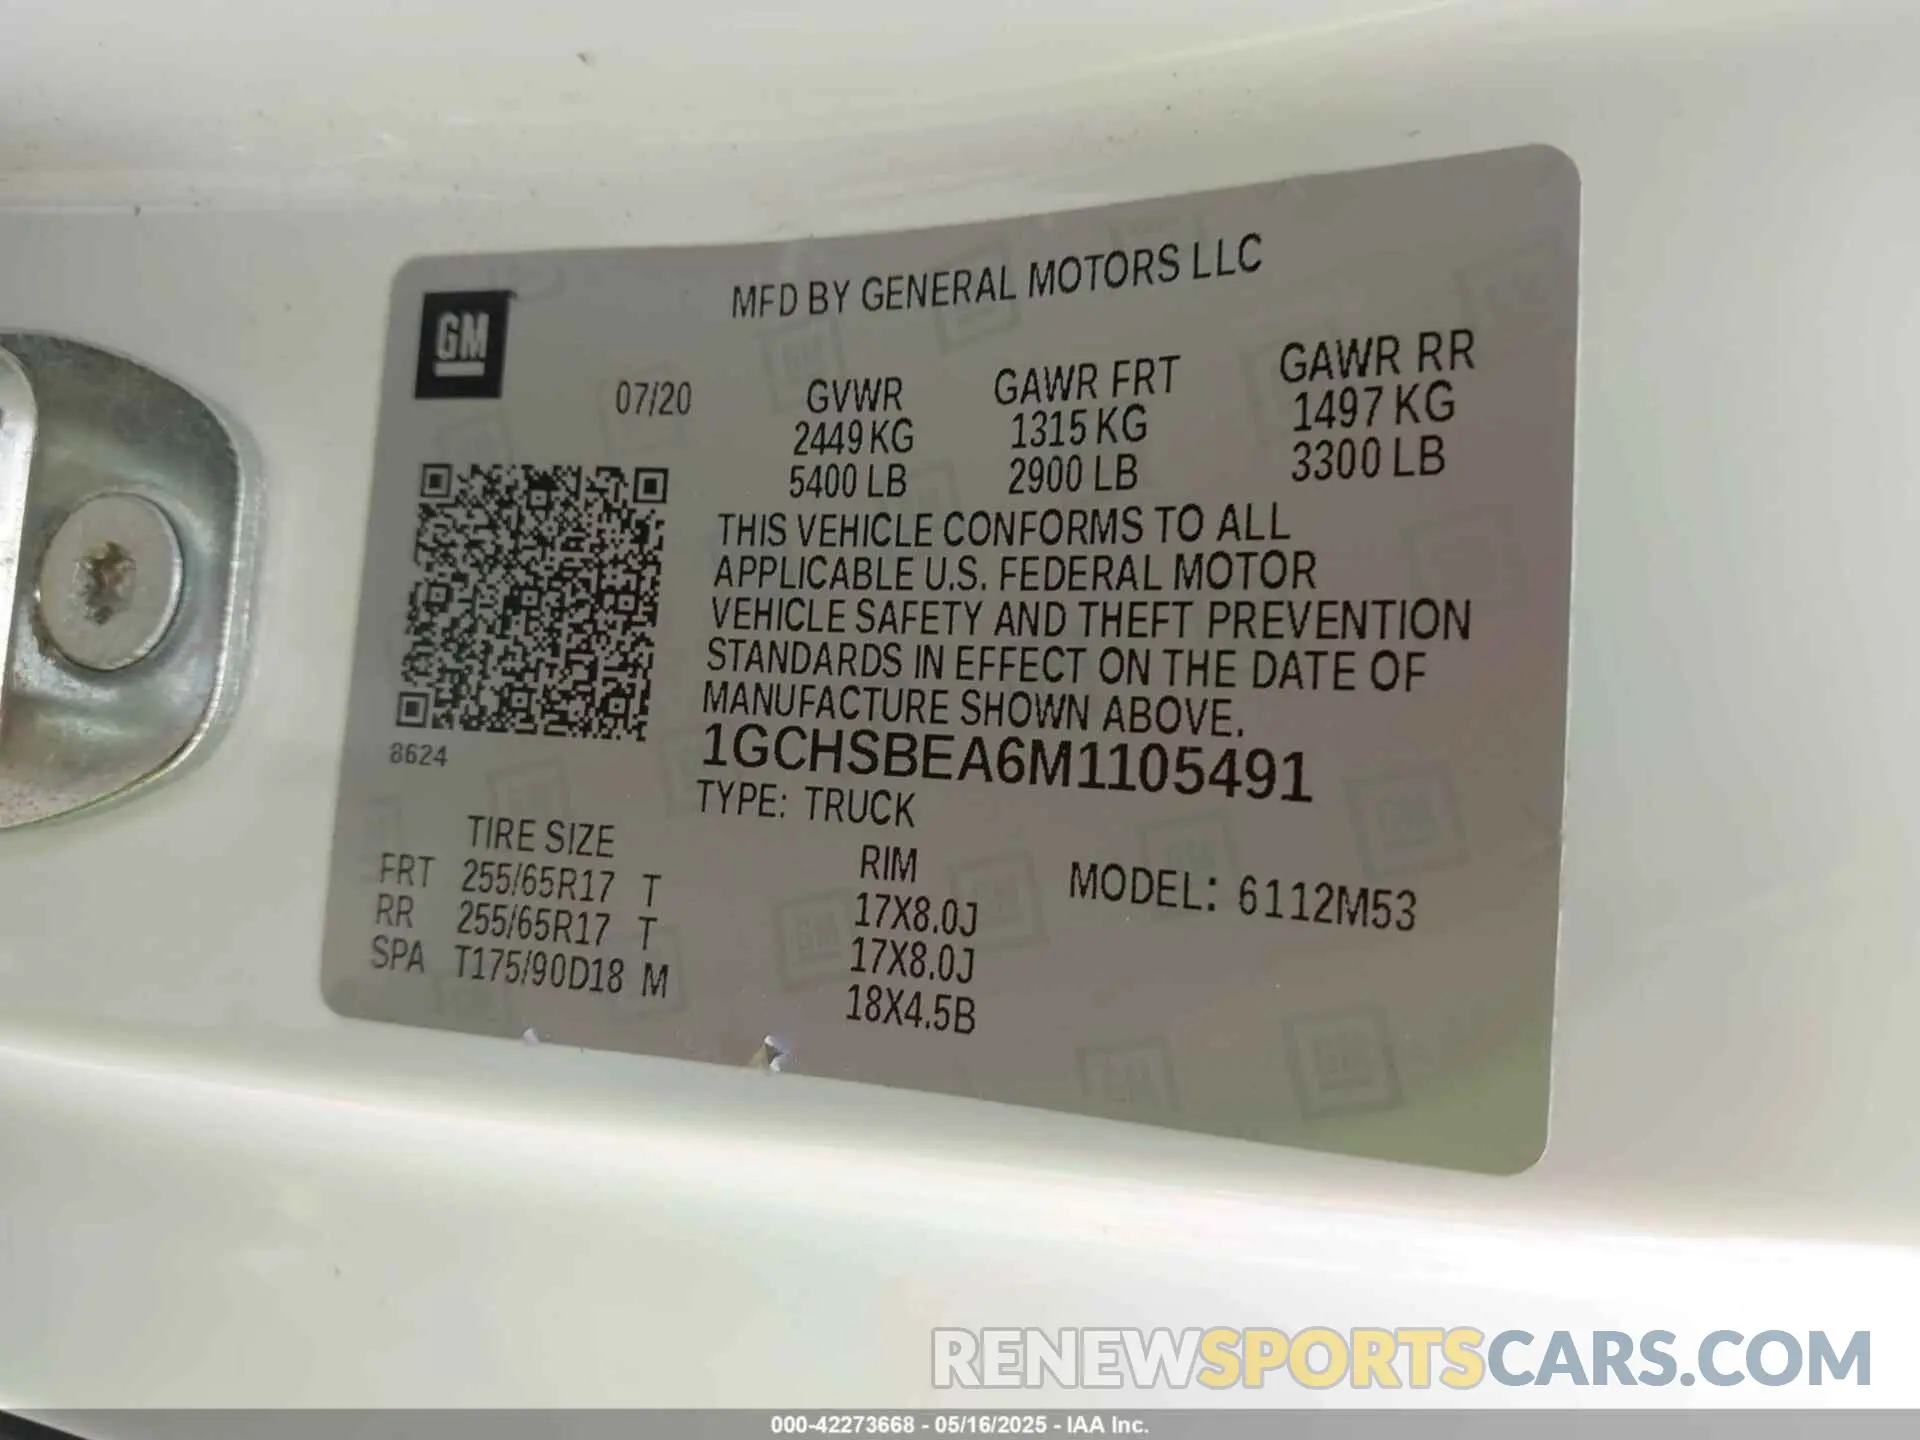 MFD BY GENERAL MOTORS LLC
GM
07/20 GVWR GAWR FRT GAWR RR
2449 KG 1315 KG 1497 KG
5400 LB 2900 LB 3300 LB
THIS VEHICLE CONFORMS TO ALL
APPLICABLE U.S. FEDERAL MOTOR
VEHICLE SAFETY AND THEFT PREVENTION
STANDARDS IN EFFECT ON THE DATE OF
MANUFACTURE SHOWN ABOVE.
8624
1GCHSBEA6M1105491
TYPE: TRUCK
TIRE SIZE RIM MODEL: 6112M53
FRT 255/65R17 T 17X8.0J
RR 255/65R17 T 17X8.0J
SPA T175/90D18 M 18X4.5B
RENEWSPORTSCARS.COM
000-42273668 - 05/16/2025 - IAA Inc.